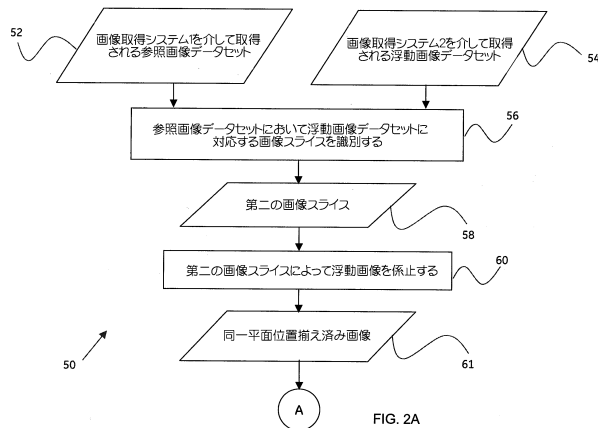 52
画像取得システム1を介して取得
される参照画像データセット
画像取得システム2を介して取得
される浮動画像データセット
54
参照画像データセットにおいて浮動画像データセットに
対応する画像スライスを識別する
56
第二の画像スライス
58
第二の画像スライスによって浮動画像を係止する
60
同一平面位置揃え済み画像
61
50
A
FIG. 2A